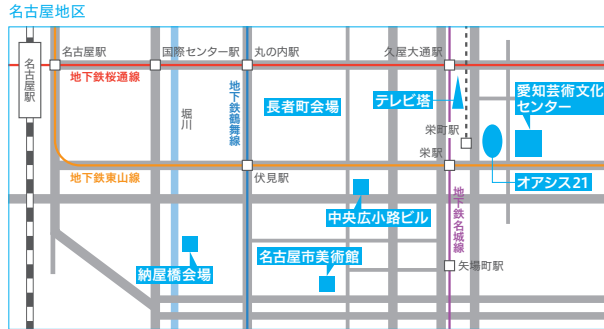 名古屋地区
名古屋駅
名古屋駅
国際センター駅
丸の内駅
久屋大通駅
地下鉄桜通線
地下鉄鶴舞線
堀川
長者町会場
テレビ塔
愛知芸術文化
センター
栄町駅
栄駅
地下鉄東山線
伏見駅
オアシス21
中央広小路ビル
地下鉄名城線
納屋橋会場
名古屋市美術館
矢場町駅